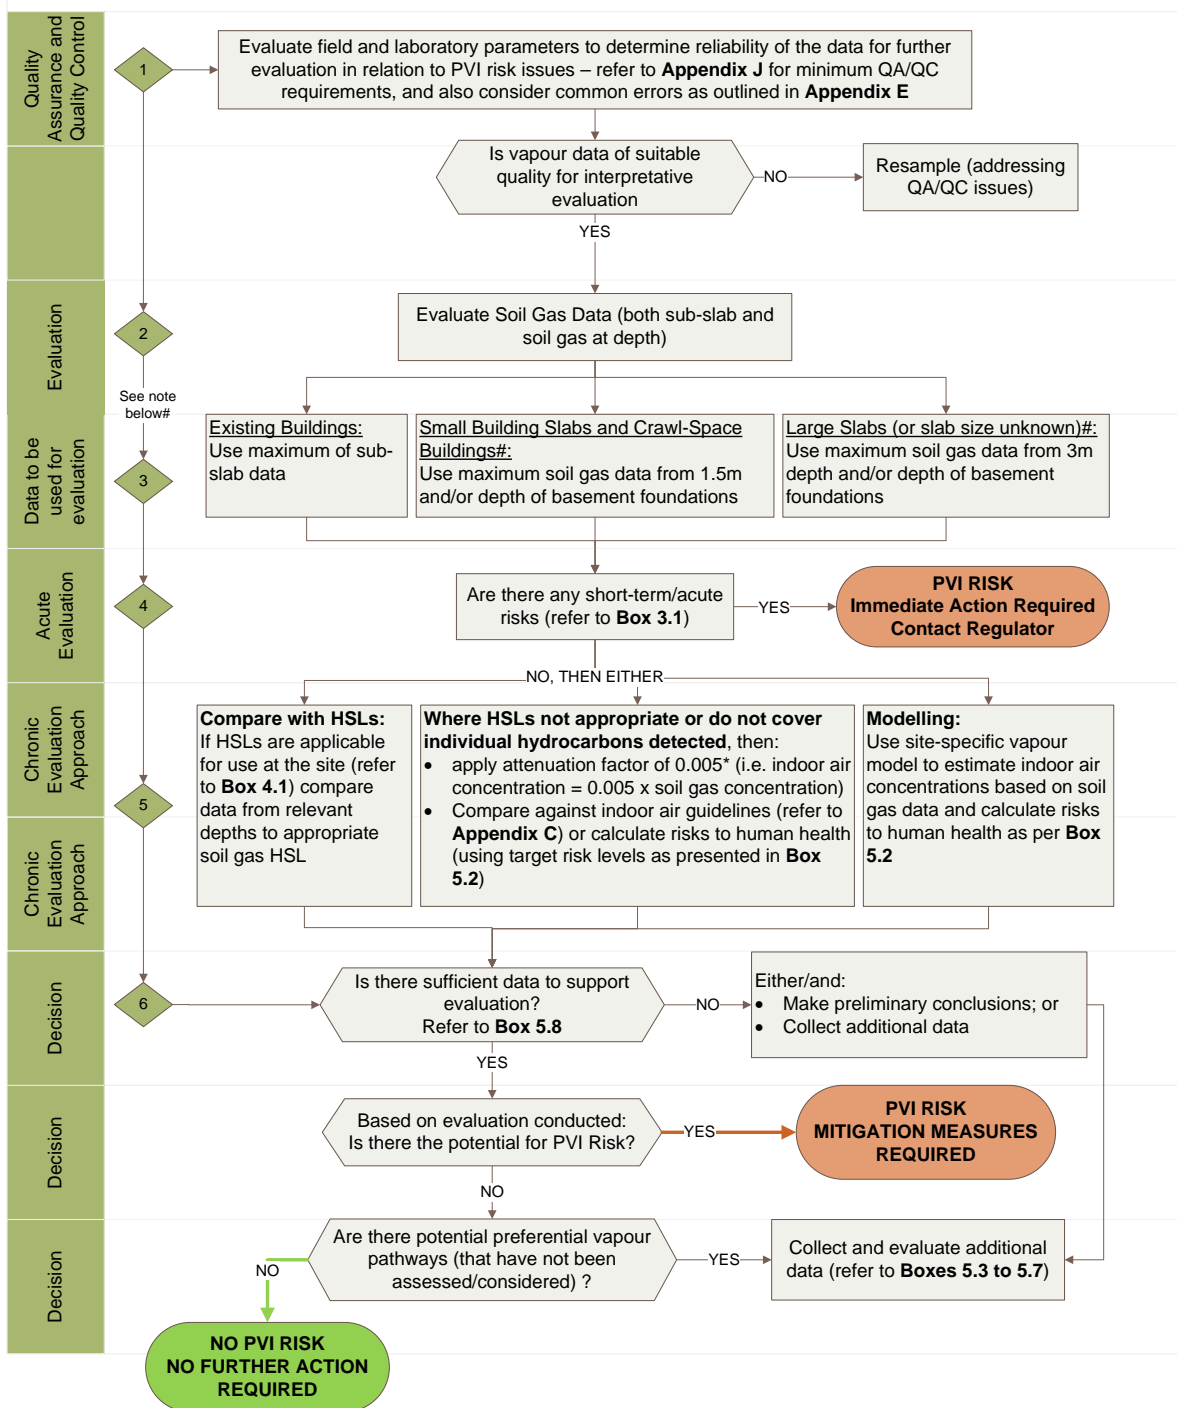 Quality
Assurance and
Quality Control
1
Evaluate field and laboratory parameters to determine reliability of the data for further
evaluation in relation to PVI risk issues – refer to Appendix J for minimum QA/QC
requirements, and also consider common errors as outlined in Appendix E
Is vapour data of suitable
quality for interpretative
evaluation
NO
Resample (addressing
QA/QC issues)
YES
Evaluation
2
Evaluate Soil Gas Data (both sub-slab and
soil gas at depth)
See note
below#
Data to be
used for
evaluation
3
Existing Buildings:
Use maximum of sub-
slab data
Small Building Slabs and Crawl-Space
Buildings#:
Use maximum soil gas data from 1.5m
and/or depth of basement foundations
Large Slabs (or slab size unknown)#:
Use maximum soil gas data from 3m
depth and/or depth of basement
foundations
Acute
Evaluation
4
Are there any short-term/acute
risks (refer to Box 3.1)
YES
PVI RISK
Immediate Action Required
Contact Regulator
NO, THEN EITHER
Chronic
Evaluation
Approach
Chronic
Evaluation
Approach
5
Compare with HSLs:
If HSLs are applicable
for use at the site (refer
to Box 4.1) compare
data from relevant
depths to appropriate
soil gas HSL
Where HSLs not appropriate or do not cover
individual hydrocarbons detected, then:
• apply attenuation factor of 0.005* (i.e. indoor air
concentration = 0.005 x soil gas concentration)
• Compare against indoor air guidelines (refer to
Appendix C) or calculate risks to human health
(using target risk levels as presented in Box
5.2)
Modelling:
Use site-specific vapour
model to estimate indoor air
concentrations based on soil
gas data and calculate risks
to human health as per Box
5.2
Decision
6
Is there sufficient data to support
evaluation?
Refer to Box 5.8
NO
Either/and:
• Make preliminary conclusions; or
• Collect additional data
YES
Decision
Based on evaluation conducted:
Is there the potential for PVI Risk?
YES
PVI RISK
MITIGATION MEASURES
REQUIRED
NO
Decision
Are there potential preferential vapour
pathways (that have not been
assessed/considered) ?
YES
Collect and evaluate additional
data (refer to Boxes 5.3 to 5.7)
NO
NO PVI RISK
NO FURTHER ACTION
REQUIRED